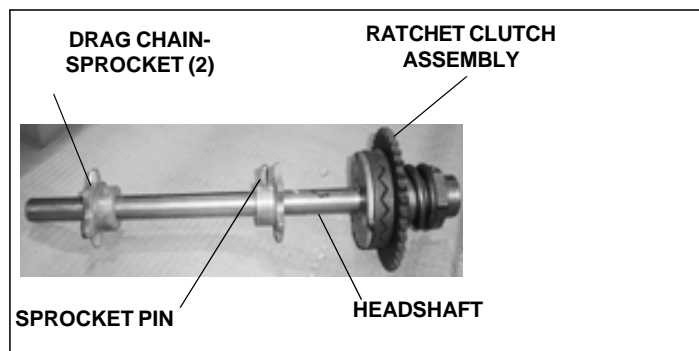 DRAG CHAIN-
SPROCKET (2)
RATCHET CLUTCH
ASSEMBLY
SPROCKET PIN
HEADSHAFT